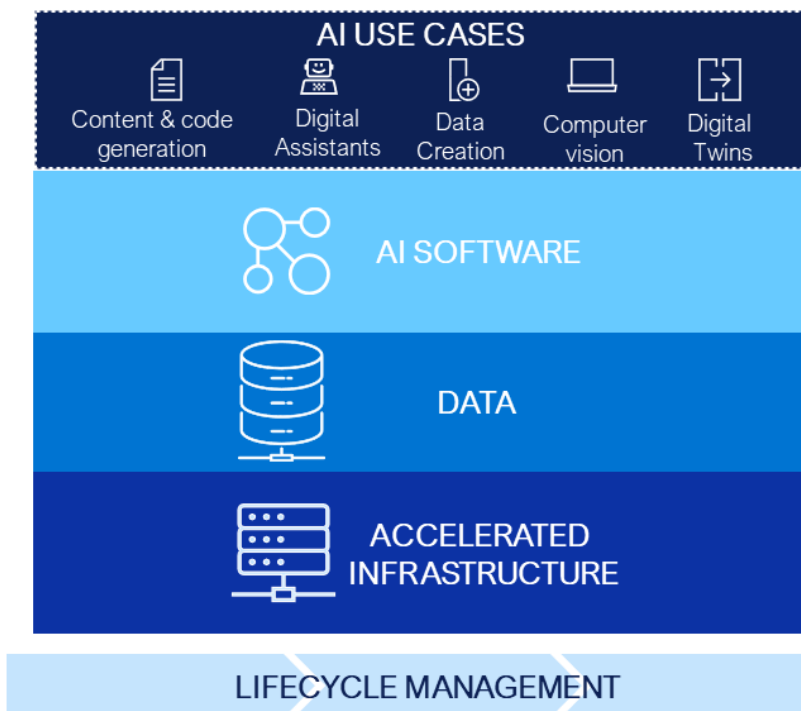 AI USE CASES
Content & code
generation
Digital
Assistants
Data
Creation
Computer
vision
Digital
Twins
AI SOFTWARE
DATA
ACCELERATED
INFRASTRUCTURE
LIFECYCLE MANAGEMENT